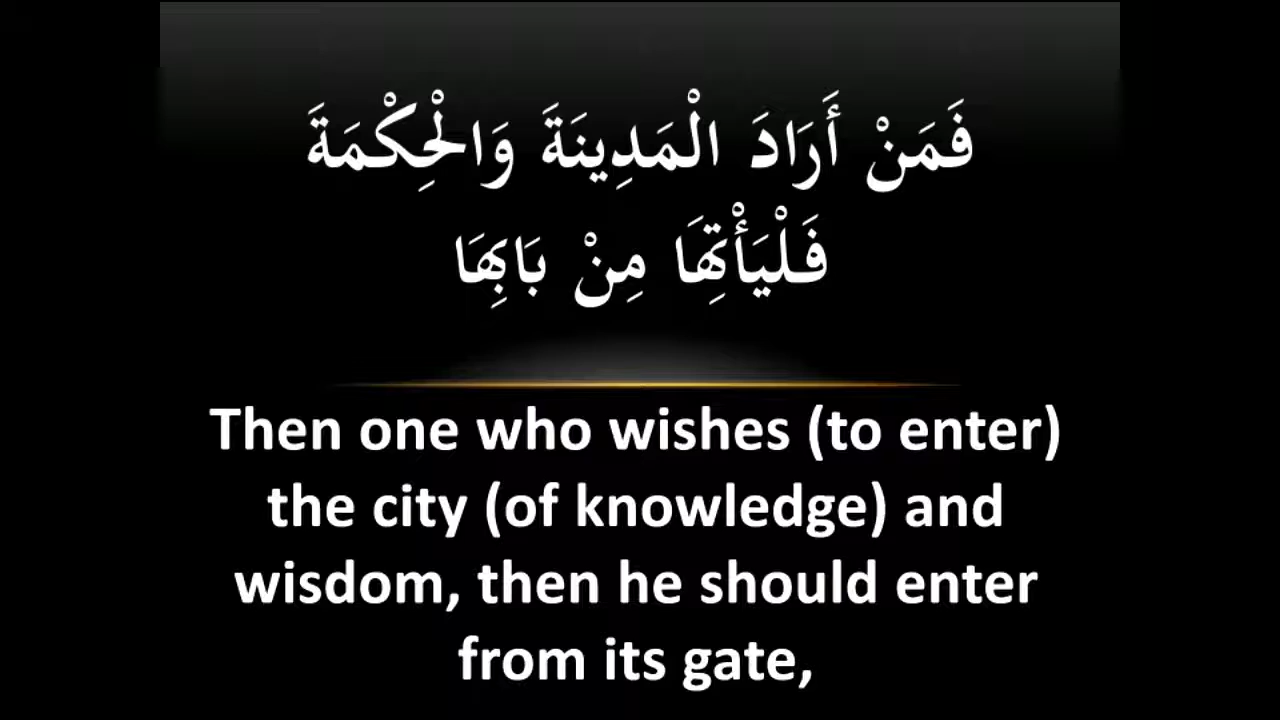 فَمَنْ أَرَادَ الْمَدِينَةَ وَالْحِكْمَةَ
فَلْيَأْتِهَا مِنْ بَابِهَا
Then one who wishes (to enter)
the city (of knowledge) and
wisdom, then he should enter
from its gate,